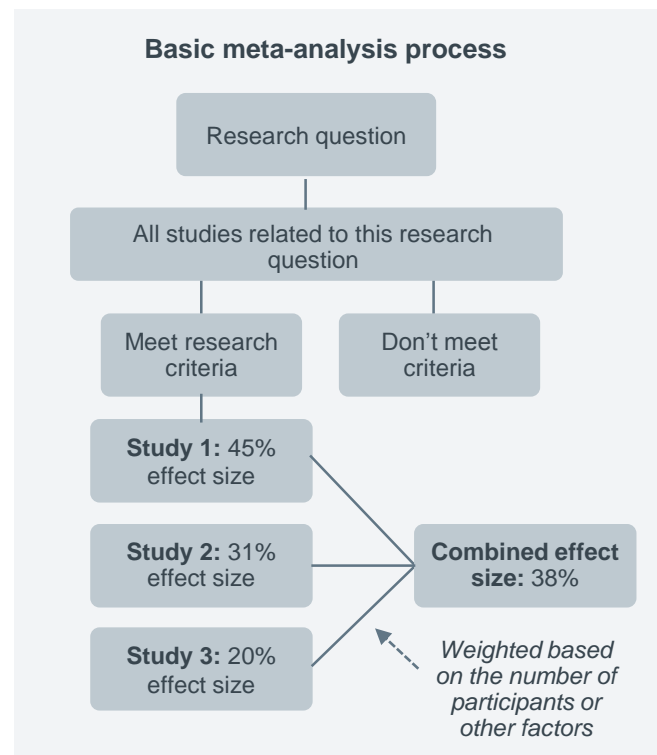 Basic meta-analysis process
Research question
All studies related to this research
question
Meet research
criteria
Don’t meet
criteria
Study 1: 45%
effect size
Study 2: 31%
effect size
Combined effect
size: 38%
Study 3: 20%
effect size
Weighted based
on the number of
participants or
other factors